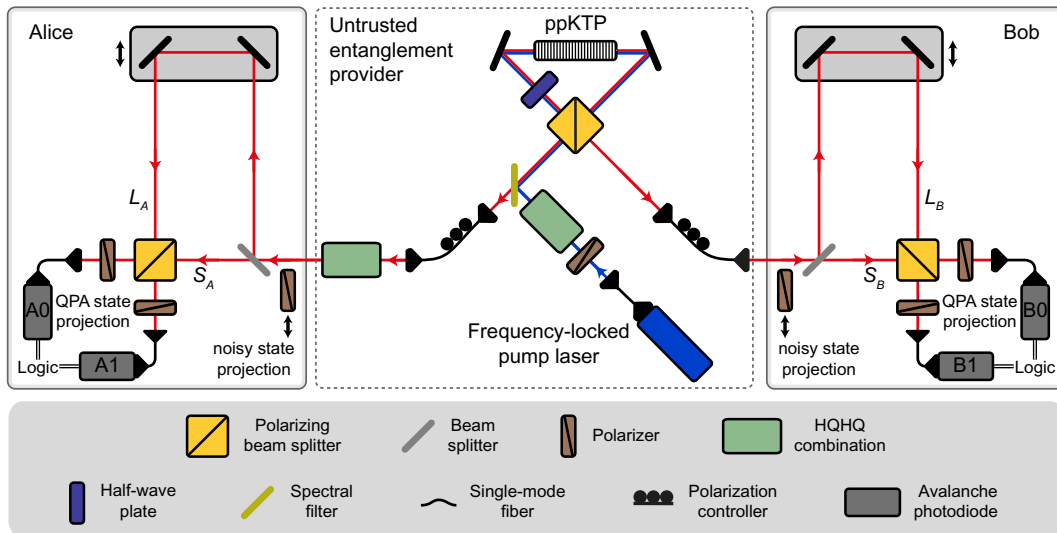 Alice
Untrusted
entanglement
provider
ppKTP
Bob
L_A
L_B
S_A
S_B
QPA state
projection
A0
Logic
A1
noisy state
projection
Frequency-locked
pump laser
noisy state
projection
QPA state
projection
B0
Logic
B1
Polarizing
beam splitter
Beam
splitter
Polarizer
HQHQ
combination
Half-wave
plate
Spectral
filter
Single-mode
fiber
Polarization
controller
Avalanche
photodiode